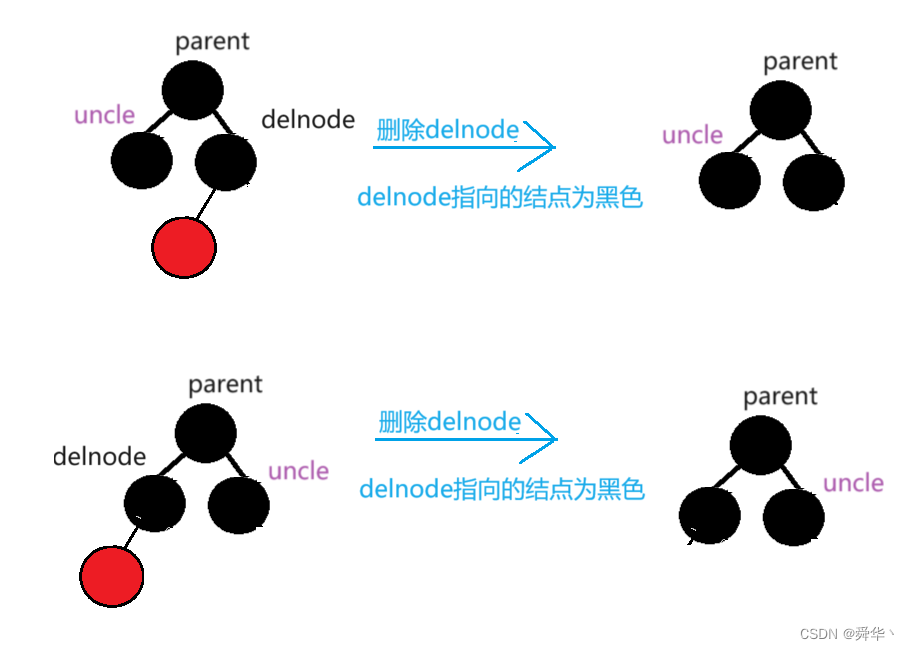 parent
uncle
delnode
删除delnode
delnode指向的结点为黑色
parent
uncle
parent
delnode
uncle
删除delnode
delnode指向的结点为黑色
parent
uncle
CSDN @舜华丶